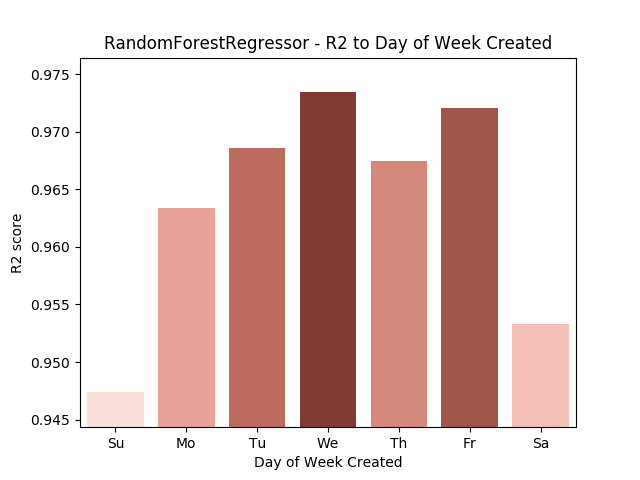 RandomForestRegressor - R2 to Day of Week Created
0.975
0.970
0.965
0.960
0.955
0.950
0.945
R2 score
Su Mo Tu We Th Fr Sa
Day of Week Created